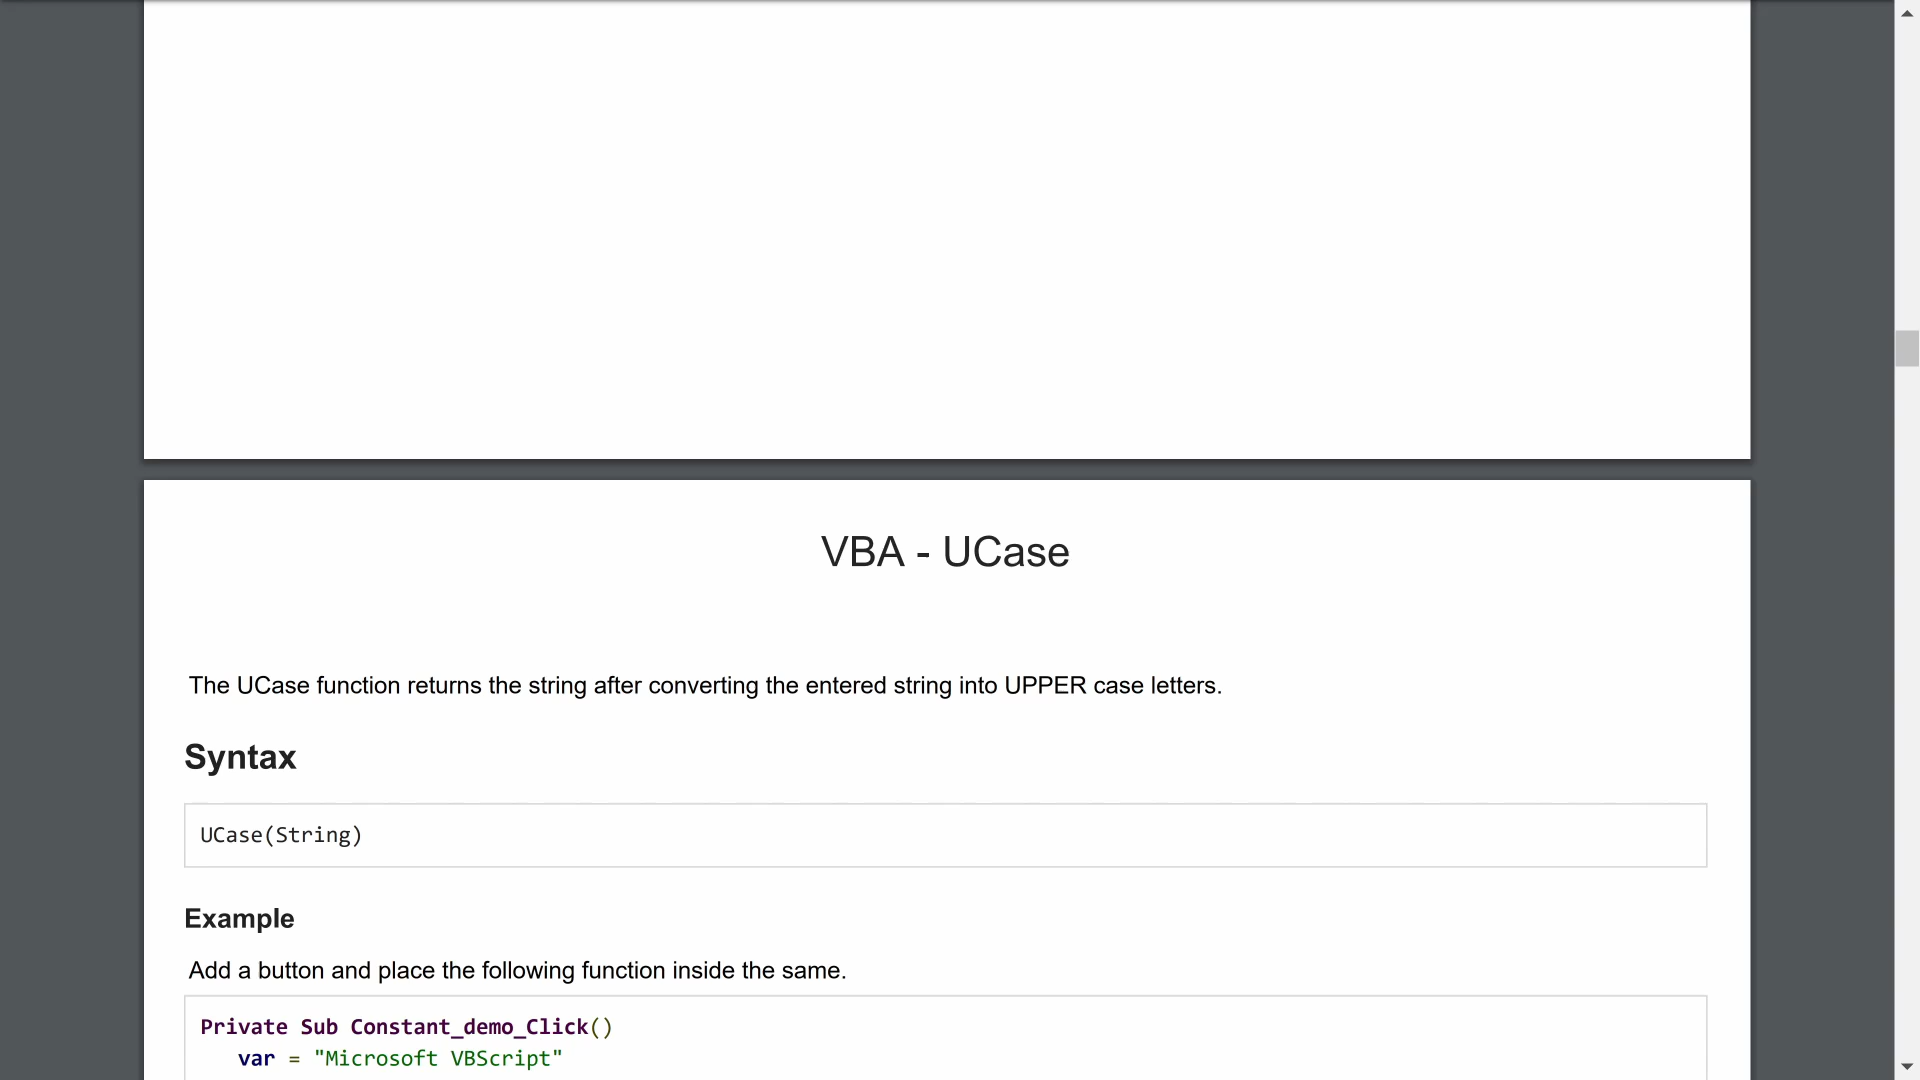 VBA - UCase
The UCase function returns the string after converting the entered string into UPPER case letters.
Syntax
UCase(String)
Example
Add a button and place the following function inside the same.
Private Sub Constant_demo_Click()
var = "Microsoft VBScript"